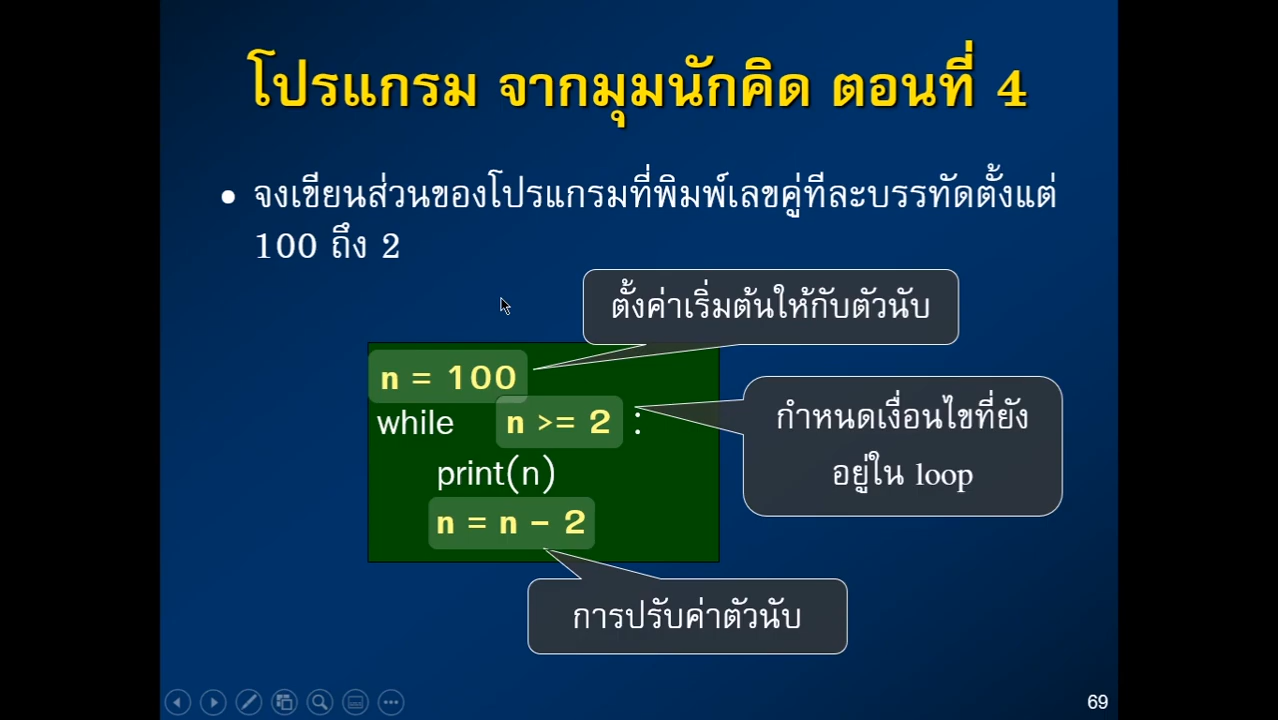 โปรแกรม จากมุมนักคิด ตอนที่ 4
• จงเขียนส่วนของโปรแกรมที่พิมพ์เลขคู่ทีละบรรทัดตั้งแต่
100 ถึง 2
ตั้งค่าเริ่มต้นให้กับตัวนับ
n = 100
while n >= 2 :
print(n)
n = n - 2
กำหนดเงื่อนไขที่ยัง
อยู่ใน loop
การปรับค่าตัวนับ
69